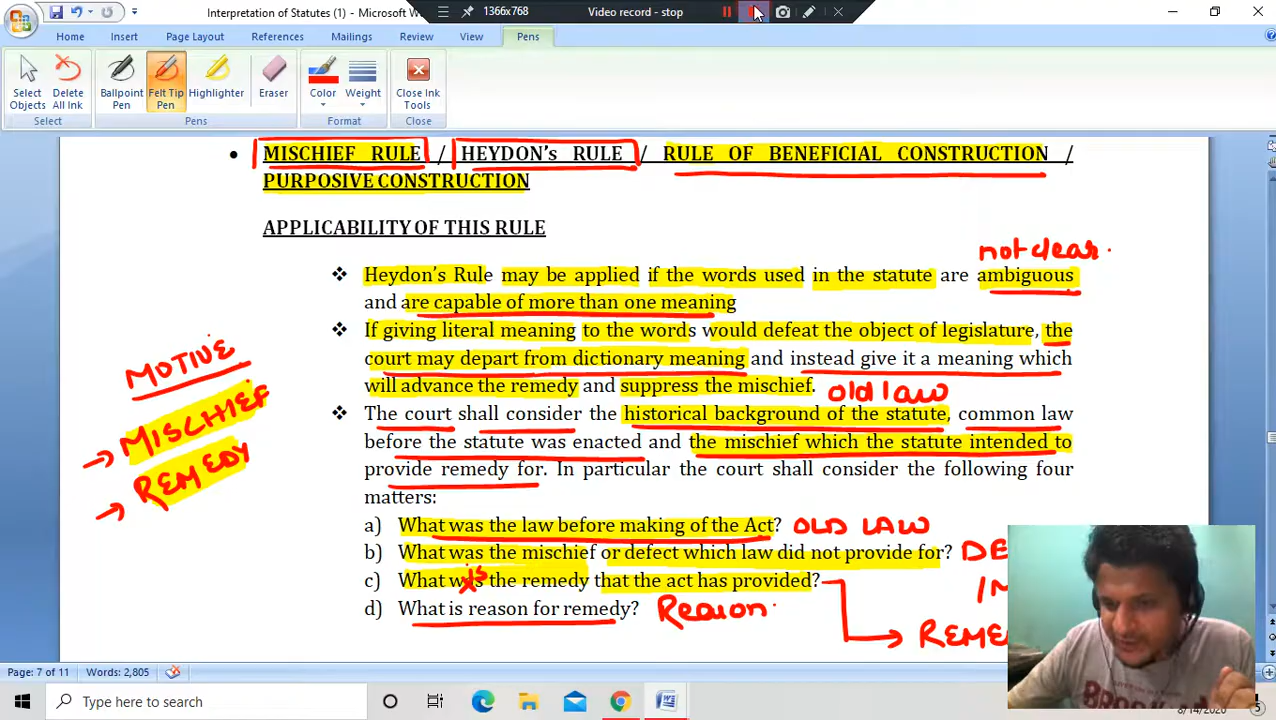 Interpretation of Statutes (1) - Microsoft W
1366x768
Video record - stop
Home Insert Page Layout References Mailings Review View Pens
Select Objects
Delete All Ink
Ballpoint Pen
Felt Tip Pen
Highlighter
Eraser
Color
Weight
Close Ink Tools
Select Pens Format Close
• MISCHIEF RULE / HEYDON's RULE / RULE OF BENEFICIAL CONSTRUCTION /
PURPOSIVE CONSTRUCTION
APPLICABILITY OF THIS RULE
not clear
❖ Heydon's Rule may be applied if the words used in the statute are ambiguous
and are capable of more than one meaning
❖ If giving literal meaning to the words would defeat the object of legislature, the
court may depart from dictionary meaning and instead give it a meaning which
will advance the remedy and suppress the mischief.
old law
❖ The court shall consider the historical background of the statute, common law
before the statute was enacted and the mischief which the statute intended to
provide remedy for. In particular the court shall consider the following four
matters:
MOTIVE
→ MISCHIEF
→ REMEDY
a) What was the law before making of the Act? OLD LAW
b) What was the mischief or defect which law did not provide for?
c) What was the remedy that the act has provided?
is
d) What is reason for remedy? Reason
Page: 7 of 11 Words: 2,805
Type here to search
8/14/2020